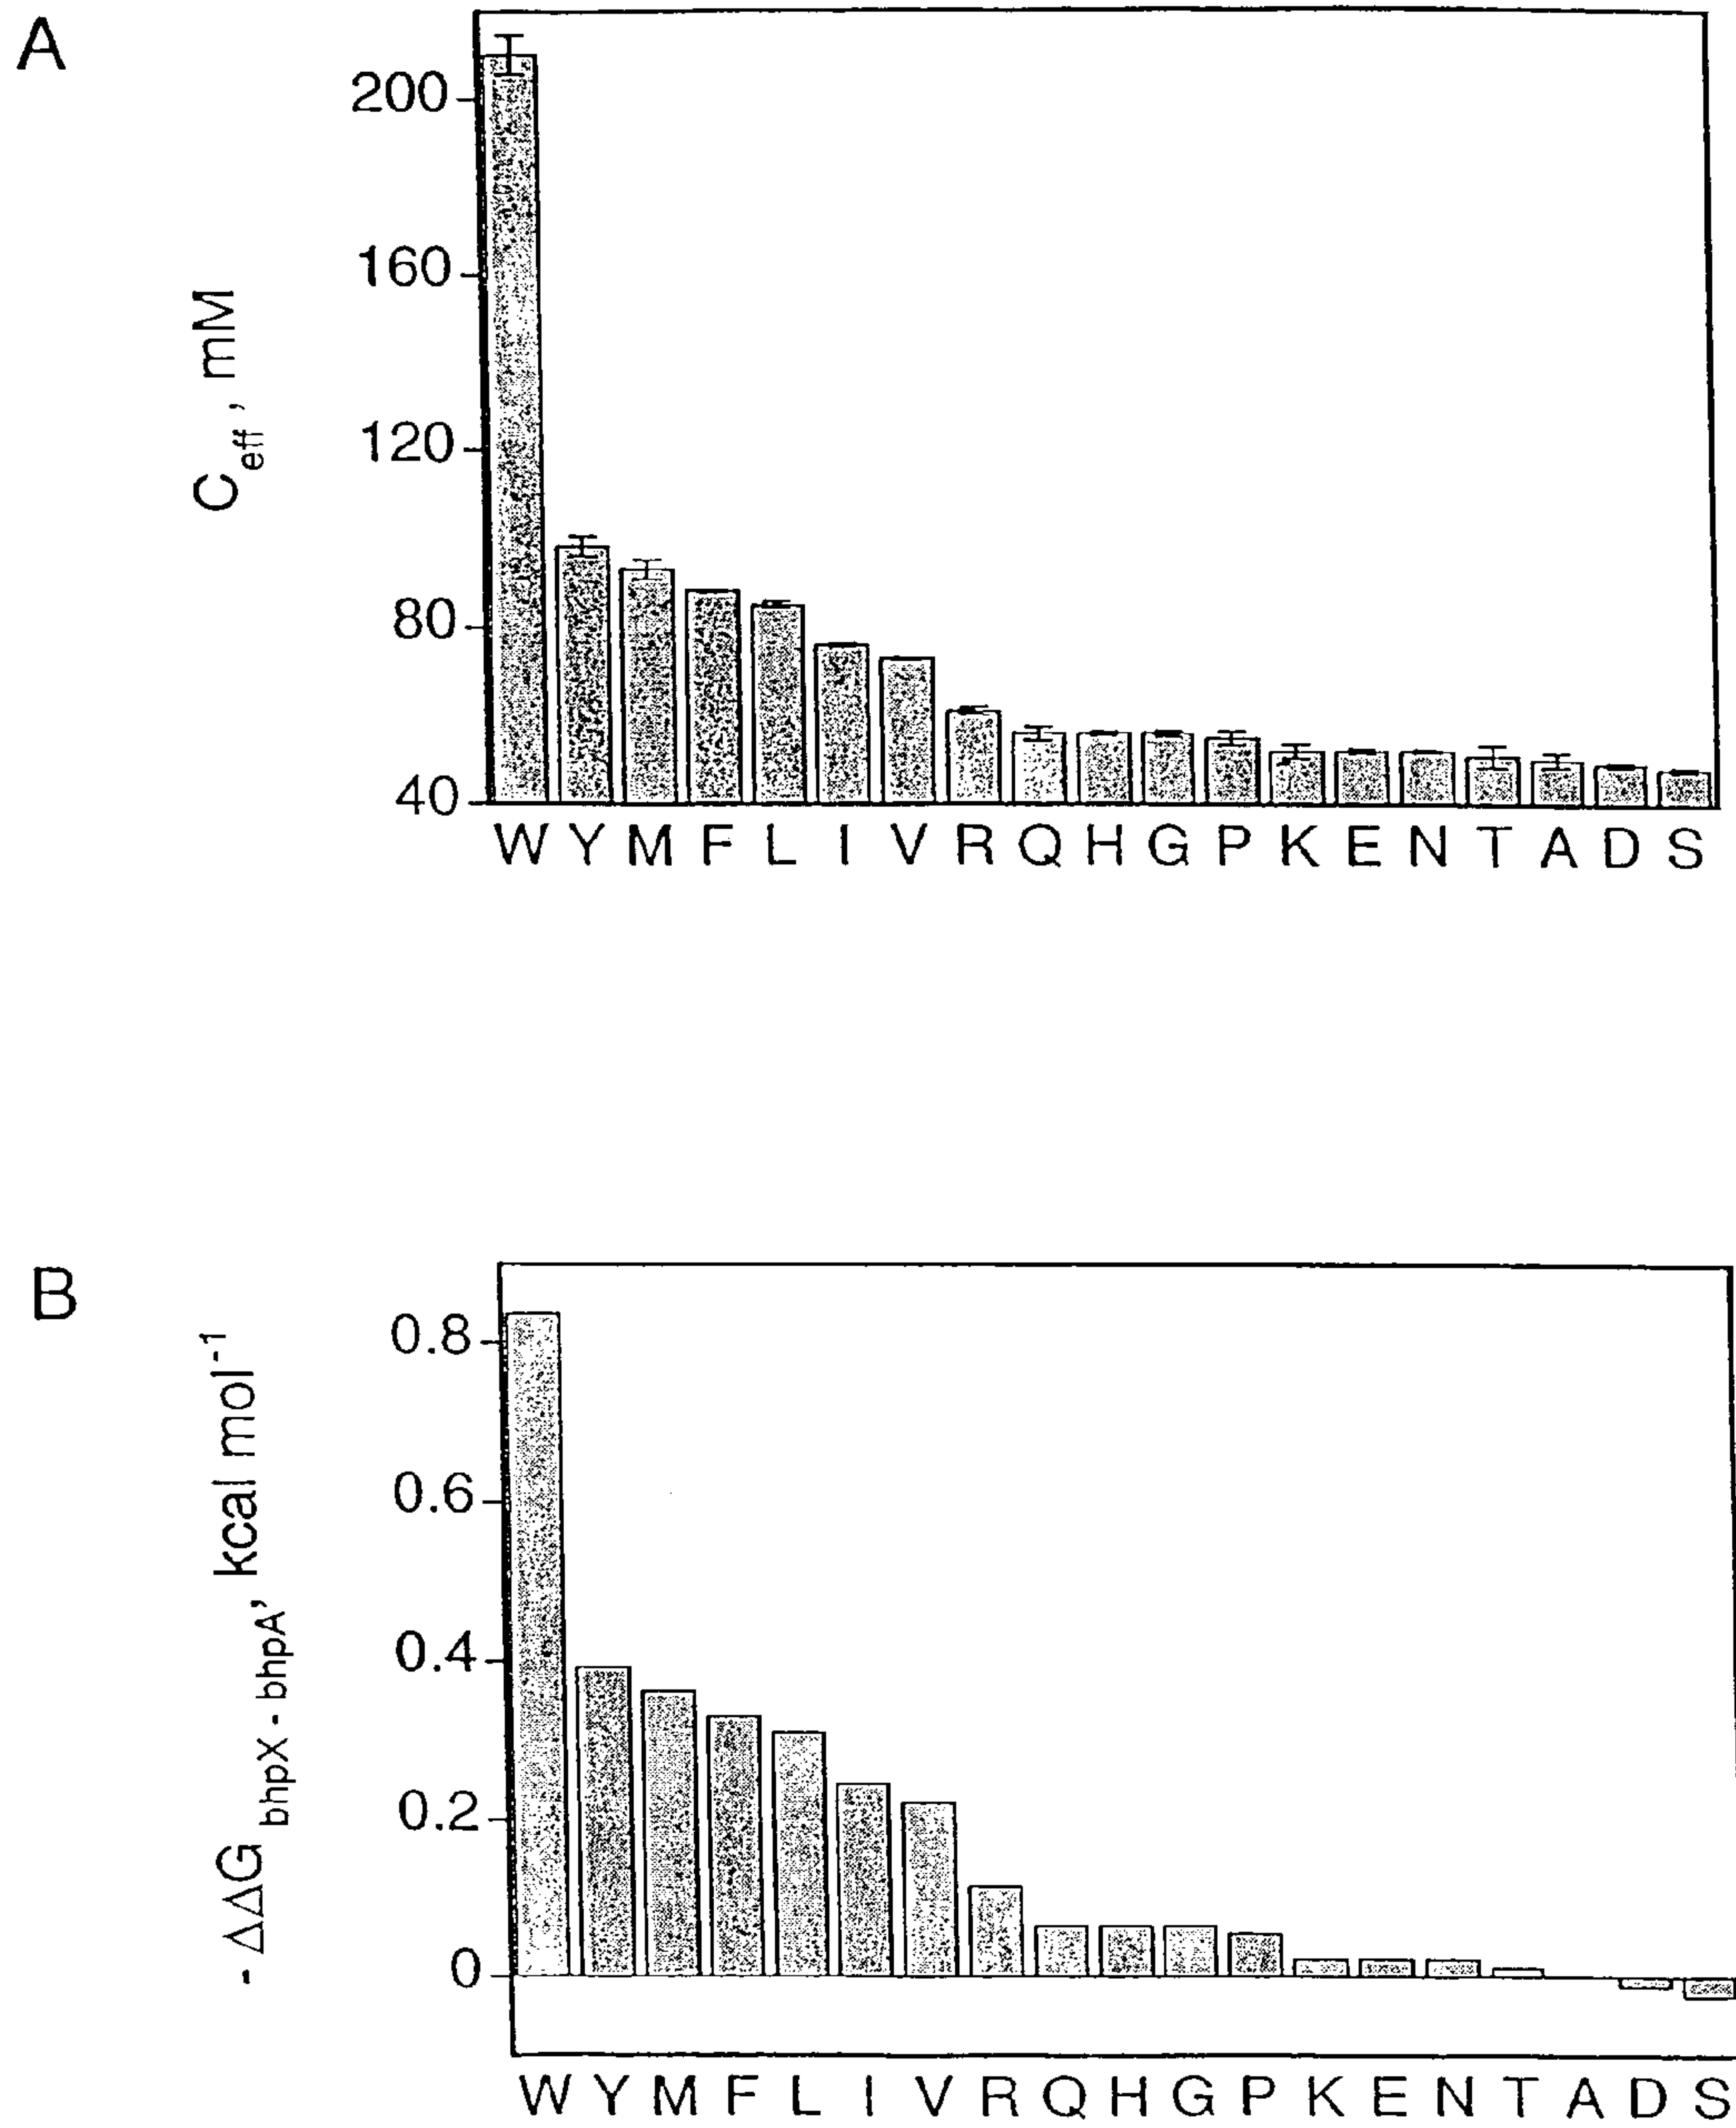 A
C_eff, mM
200
160
120
80
40
W Y M F L I V R Q H G P K E N T A D S
B
- ΔΔG bhpX - bhpA, kcal mol⁻¹
0.8
0.6
0.4
0.2
0
W Y M F L I V R Q H G P K E N T A D S